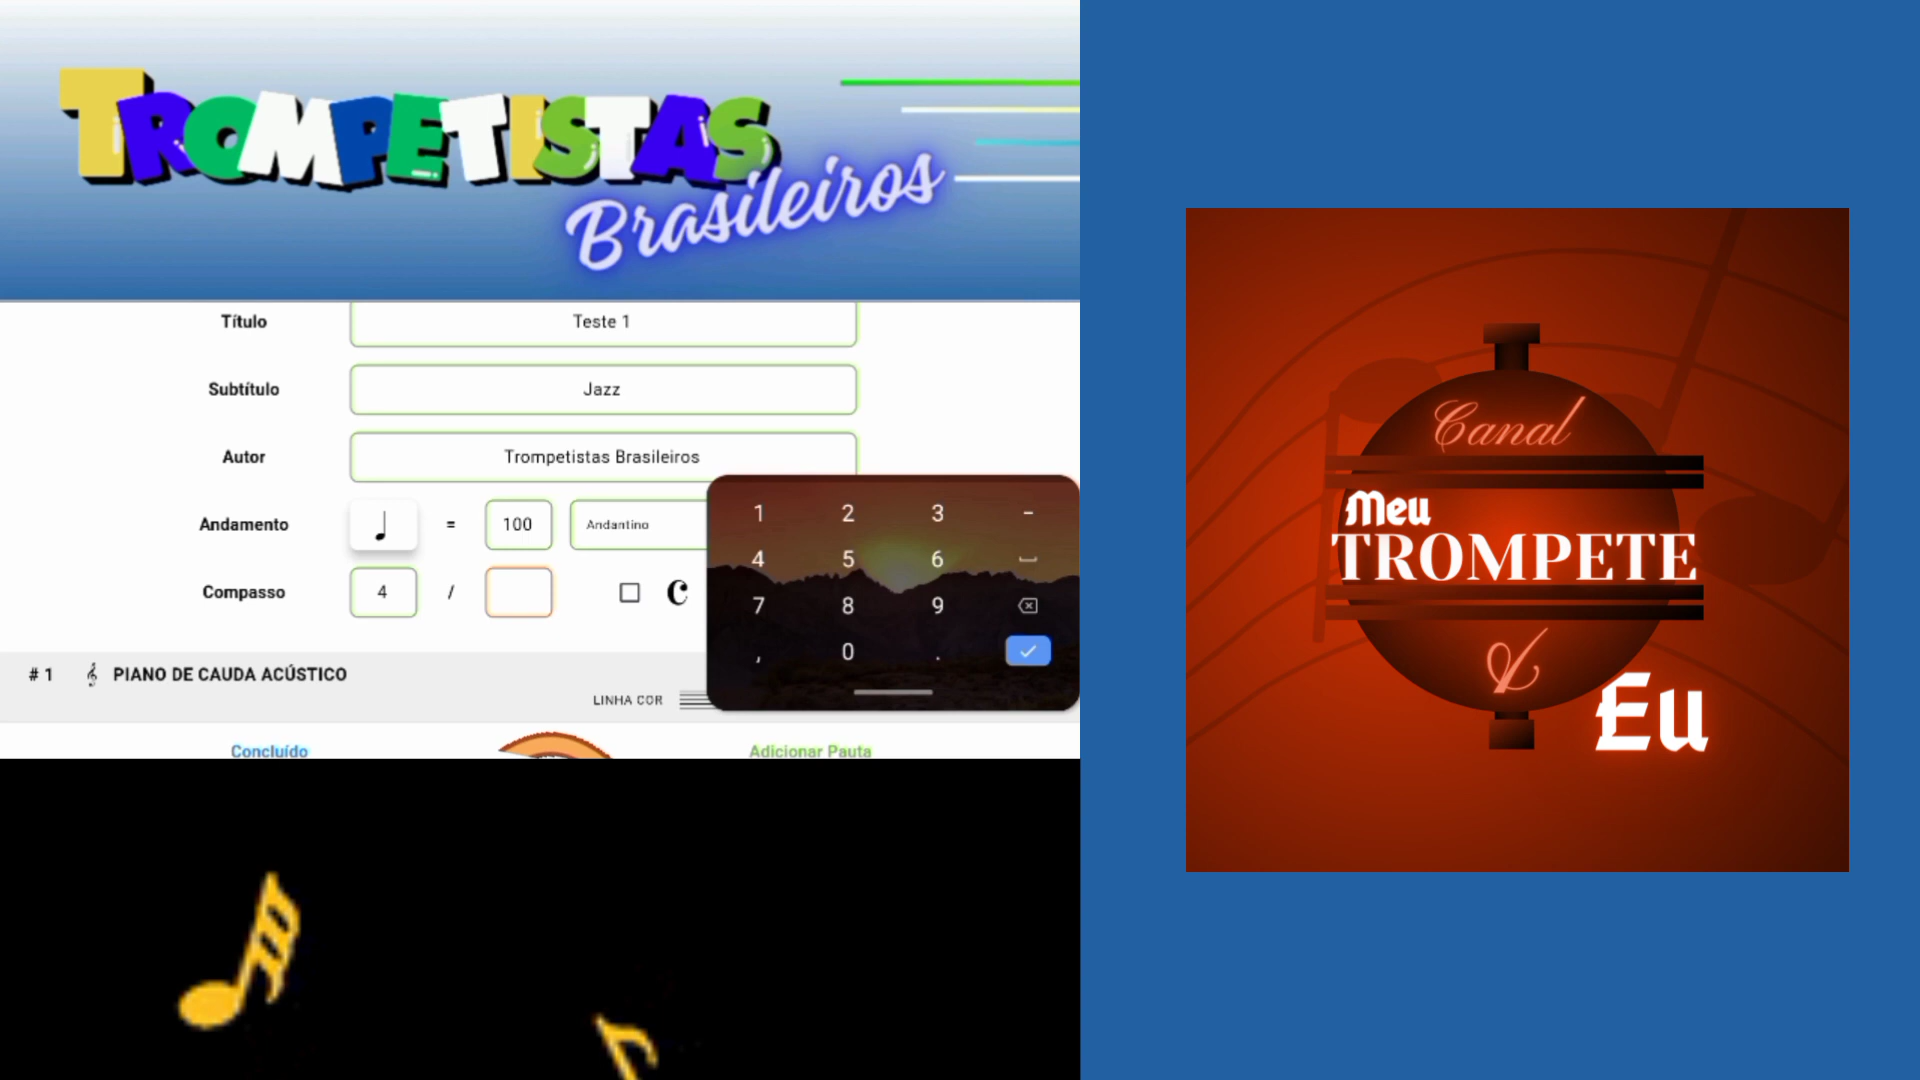 TROMPETISTAS
Brasileiros
Título
Teste 1
Subtítulo
Jazz
Autor
Trompetistas Brasileiros
Andamento
=
100
Andantino
Compasso
4
/
# 1
PIANO DE CAUDA ACÚSTICO
LINHA COR
Concluído
Adicionar Pauta
1 2 3 -
4 5 6
7 8 9
, 0 .
Canal
Meu
TROMPETE
&
Eu